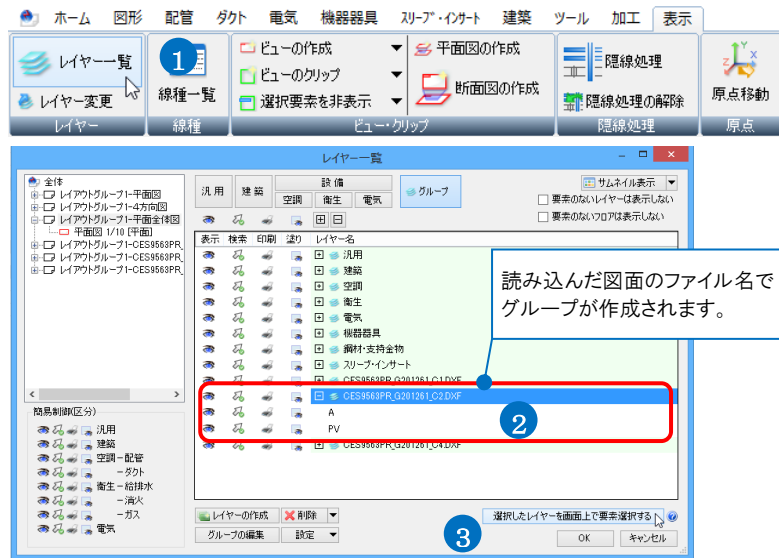 ホーム 図形 配管 ダクト 電気 機器器具 スリーブ・インサート 建築 ツール 加工 表示
レイヤー一覧
レイヤー変更
レイヤー
1
線種一覧
線種
ビューの作成
ビューのクリップ
選択要素を非表示
平面図の作成
断面図の作成
ビュー・クリップ
隠線処理
隠線処理の解除
隠線処理
原点移動
原点
レイヤー一覧
全体
レイアウトグループ1-平面図
レイアウトグループ1-4方向図
レイアウトグループ1-平面全体図
平面図 1/10 [平面]
レイアウトグループ1-CES9563PR_
レイアウトグループ1-CES9563PR_
レイアウトグループ1-CES9563PR_
簡易制御(区分)
汎用
建築
空調-配管
-ダクト
衛生-給排水
-消火
-ガス
電気
汎用 建築 設備
空調 衛生 電気
グループ
サムネイル表示
要素のないレイヤーは表示しない
要素のないフロアは表示しない
表示 検索 印刷 塗り レイヤー名
汎用
建築
空調
衛生
電気
機器器具
鋼材・支持金物
スリーブ・インサート
CES9563PR_G201261_C1.DXF
CES9563PR_G201261_C2.DXF
A
PV
CES9563PR_G201261_C4.DXF
読み込んだ図面のファイル名で
グループが作成されます。
2
レイヤーの作成 削除
グループの編集 設定
3
選択したレイヤーを画面上で要素選択する
OK キャンセル